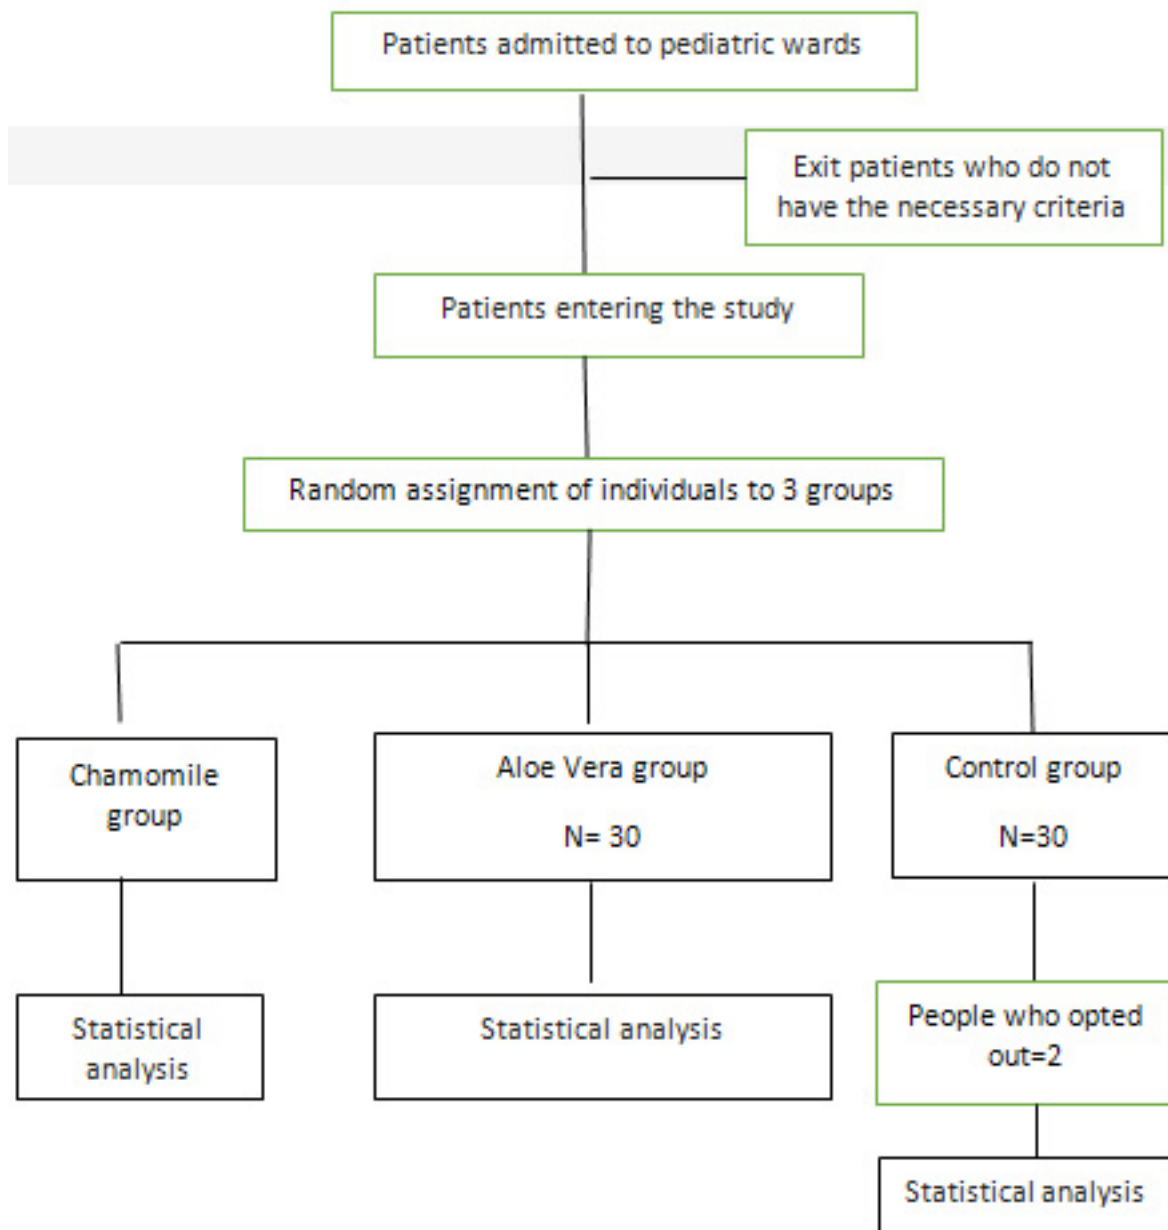 Patients admitted to pediatric wards
Exit patients who do not
have the necessary criteria
Patients entering the study
Random assignment of individuals to 3 groups
Chamomile
group
Aloe Vera group
N= 30
Control group
N=30
Statistical
analysis
Statistical analysis
People who opted
out=2
Statistical analysis